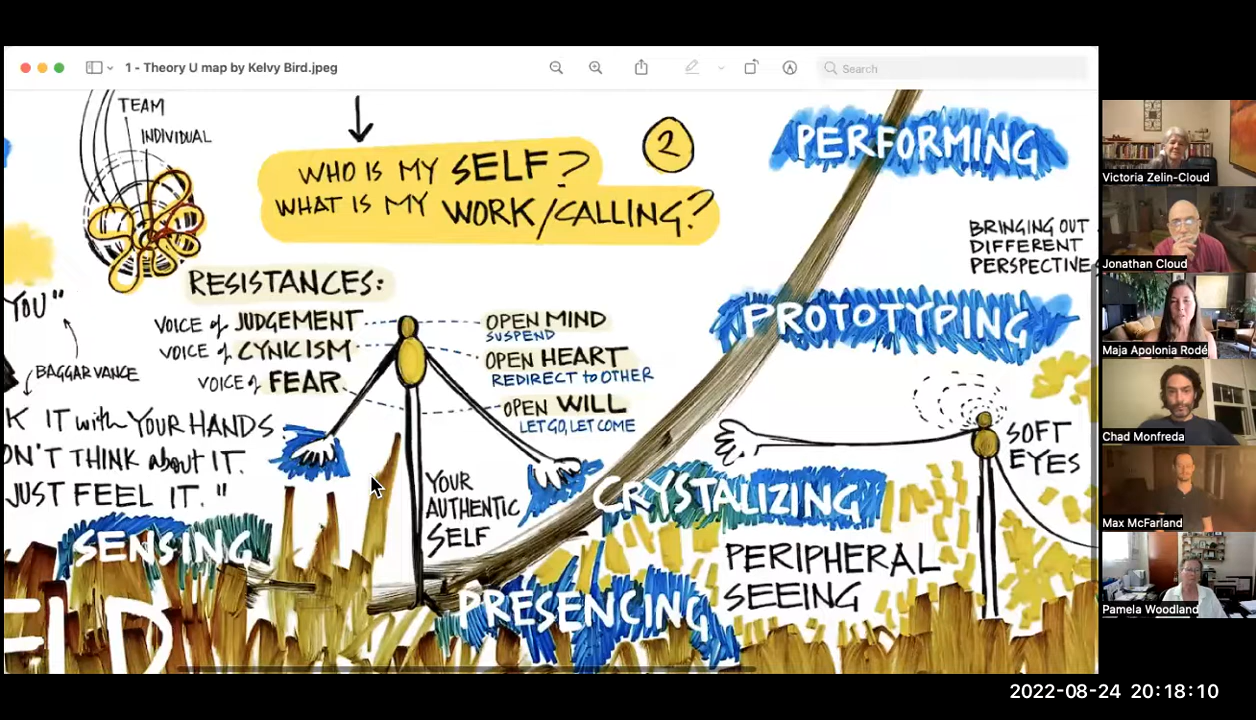 1 - Theory U map by Kelvy Bird.jpeg
Search
TEAM
INDIVIDUAL
WHO IS MY SELF?
WHAT IS MY WORK/CALLING?
2
PERFORMING
BRINGING OUT
DIFFERENT
PERSPECTIVES
YOU"
BAGGAR VANCE
RESISTANCES:
VOICE of JUDGEMENT
VOICE of CYNICISM
VOICE of FEAR
OPEN MIND
SUSPEND
OPEN HEART
REDIRECT to OTHER
OPEN WILL
LET GO, LET COME
PROTOTYPING
K IT with YOUR HANDS
ON'T THINK about IT.
JUST FEEL IT."
YOUR
AUTHENTIC
SELF
SOFT
EYES
CRYSTALIZING
SENSING
PERIPHERAL
SEEING
PRESENCING
Victoria Zelin-Cloud
Jonathan Cloud
Maja Apolonia Rodé
Chad Monfreda
Max McFarland
Pamela Woodland
2022-08-24 20:18:10